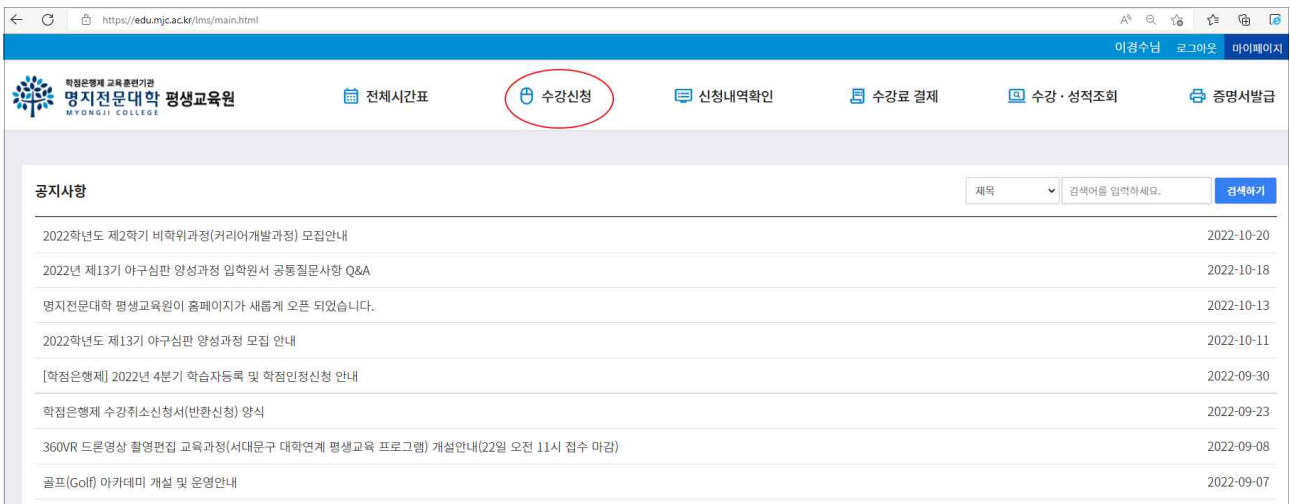 https://edu.mjc.ac.kr/lms/main.html
이경수님 로그아웃 마이페이지
학점은행제 교육훈련기관
명지전문대학 평생교육원
MYONGJI COLLEGE
전체시간표 수강신청 신청내역확인 수강료 결제 수강 · 성적조회 증명서발급
공지사항 제목 검색어를 입력하세요. 검색하기
2022학년도 제2학기 비학위과정(커리어개발과정) 모집안내 2022-10-20
2022년 제13기 야구심판 양성과정 입학원서 공통질문사항 Q&A 2022-10-18
명지전문대학 평생교육원이 홈페이지가 새롭게 오픈 되었습니다. 2022-10-13
2022학년도 제13기 야구심판 양성과정 모집 안내 2022-10-11
[학점은행제] 2022년 4분기 학습자등록 및 학점인정신청 안내 2022-09-30
학점은행제 수강취소신청서(반환신청) 양식 2022-09-23
360VR 드론영상 촬영편집 교육과정(서대문구 대학연계 평생교육 프로그램) 개설안내(22일 오전 11시 접수 마감) 2022-09-08
골프(Golf) 아카데미 개설 및 운영안내 2022-09-07